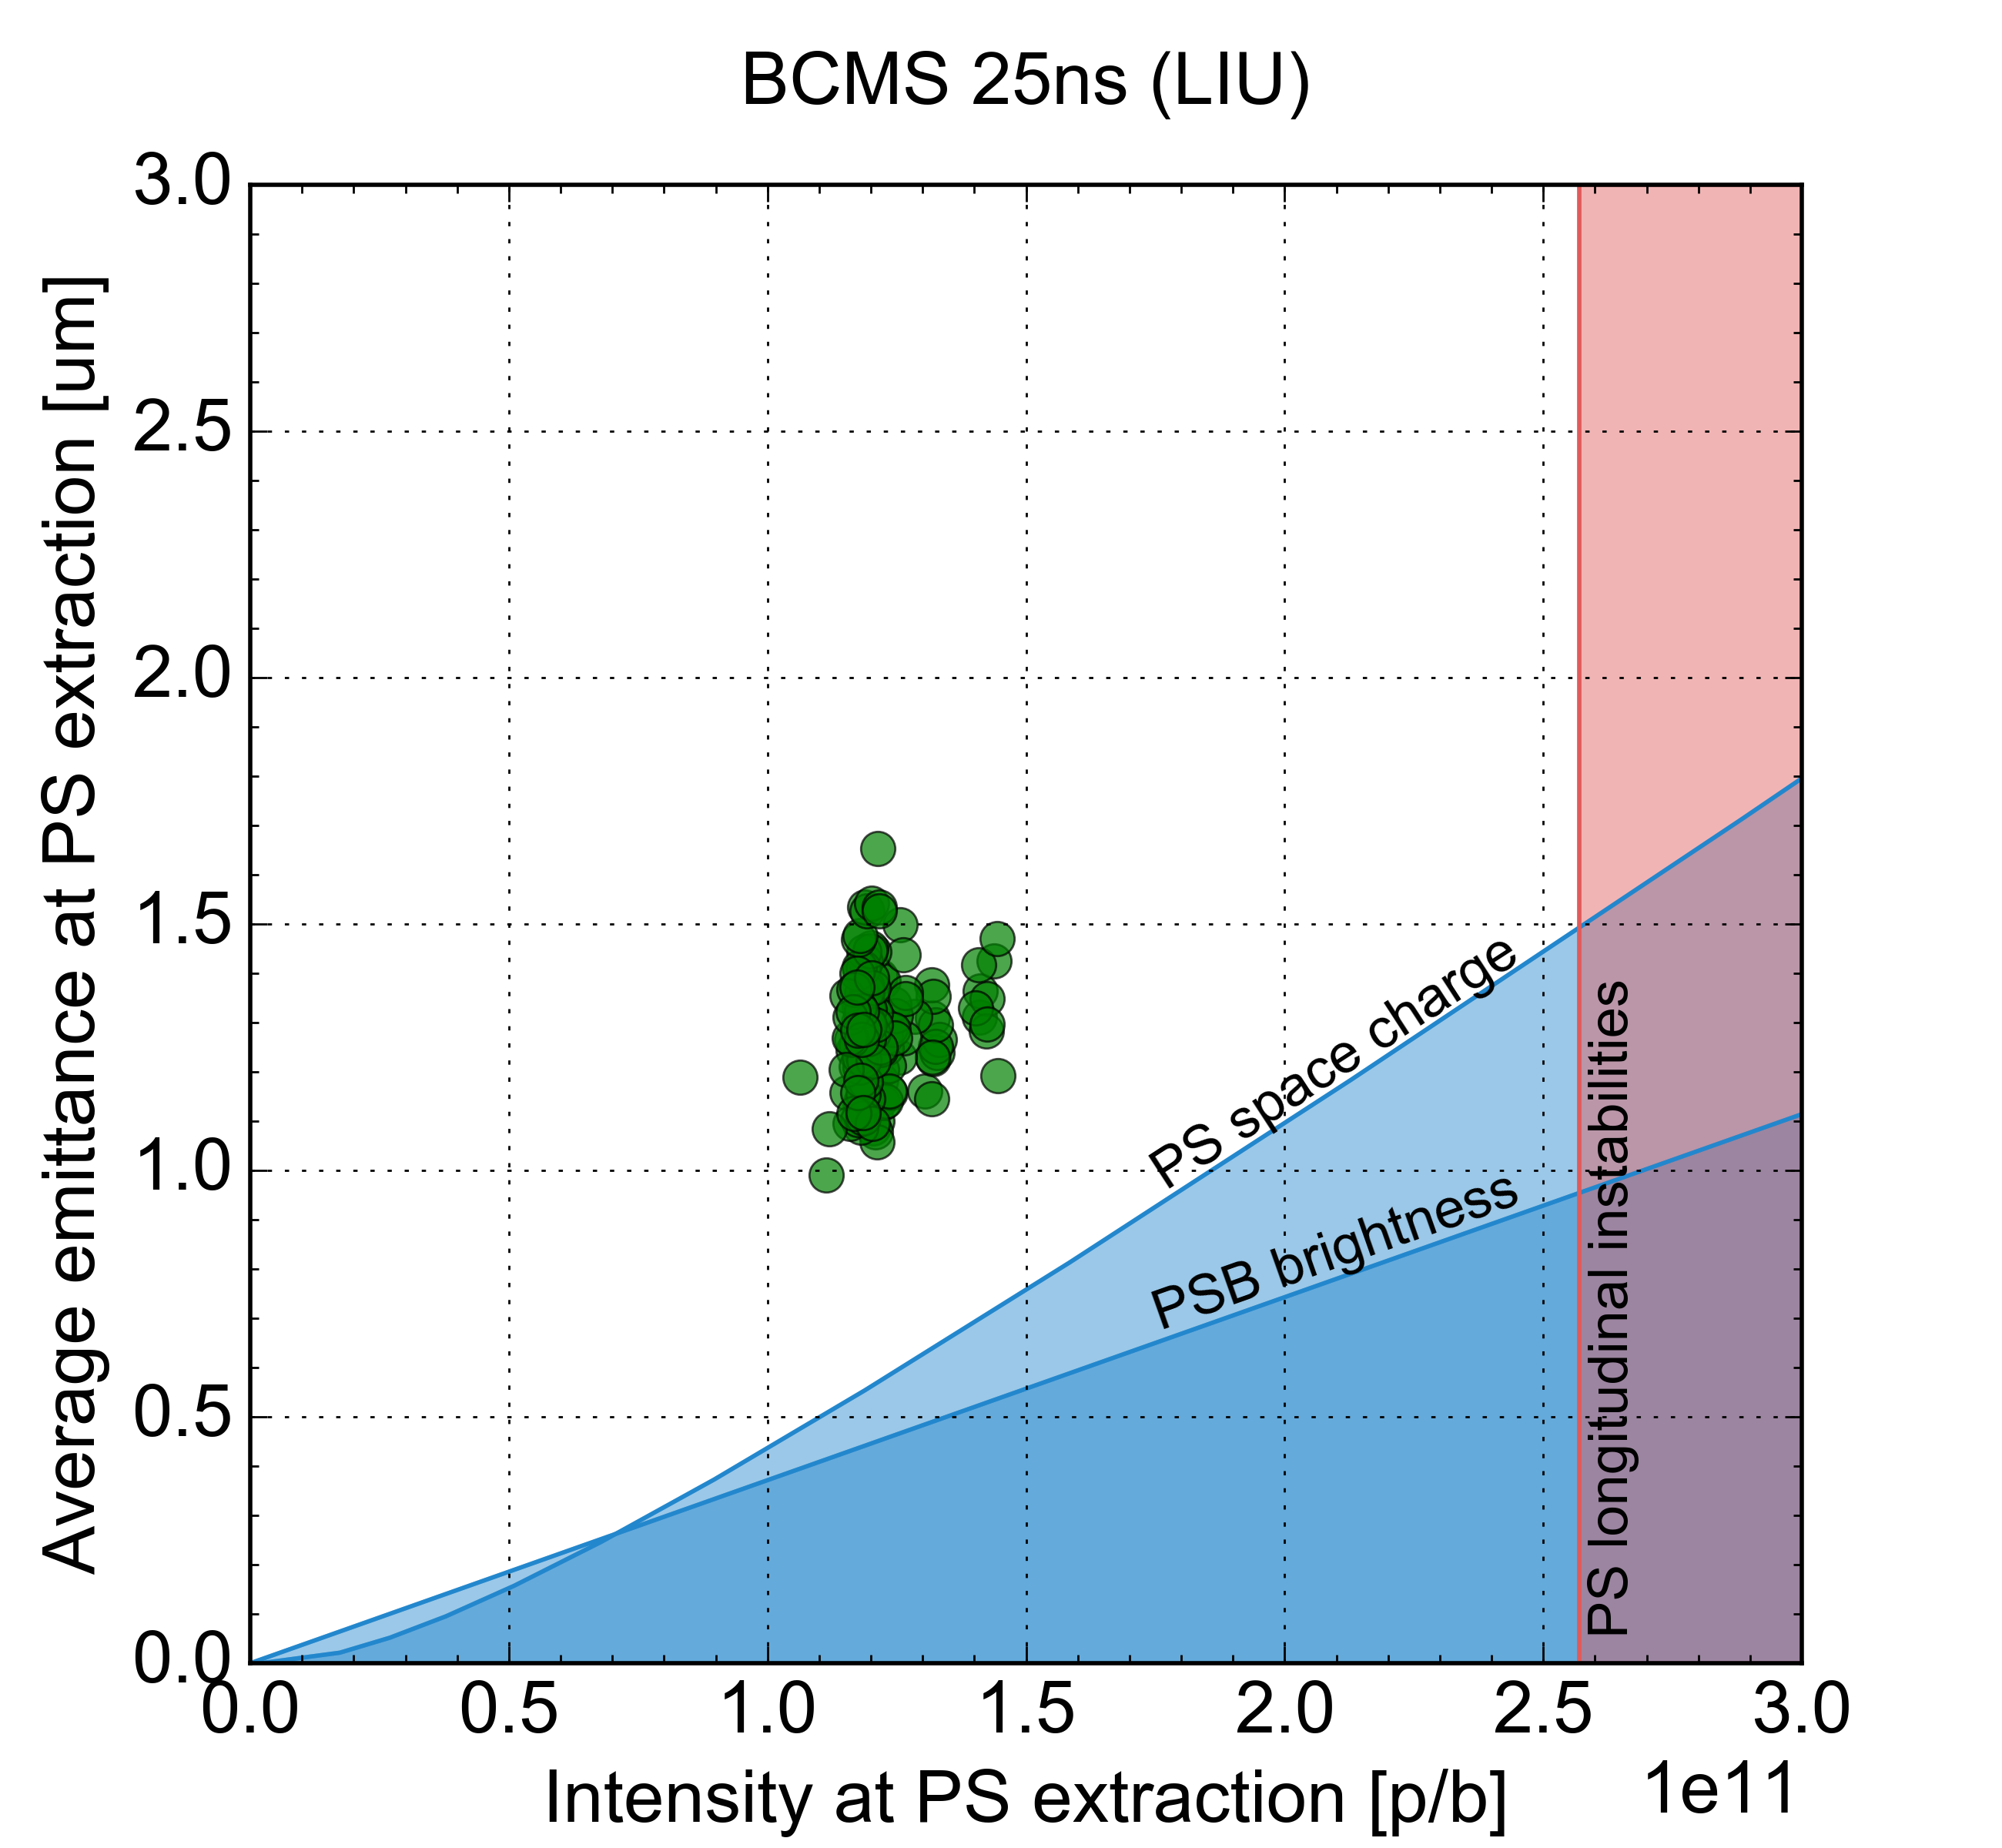 BCMS 25ns (LIU)
Average emittance at PS extraction [um]
3.0
2.5
2.0
1.5
1.0
0.5
0.0
PS space charge
PSB brightness
PS longitudinal instabilities
0.0 0.5 1.0 1.5 2.0 2.5 3.0
1e11
Intensity at PS extraction [p/b]